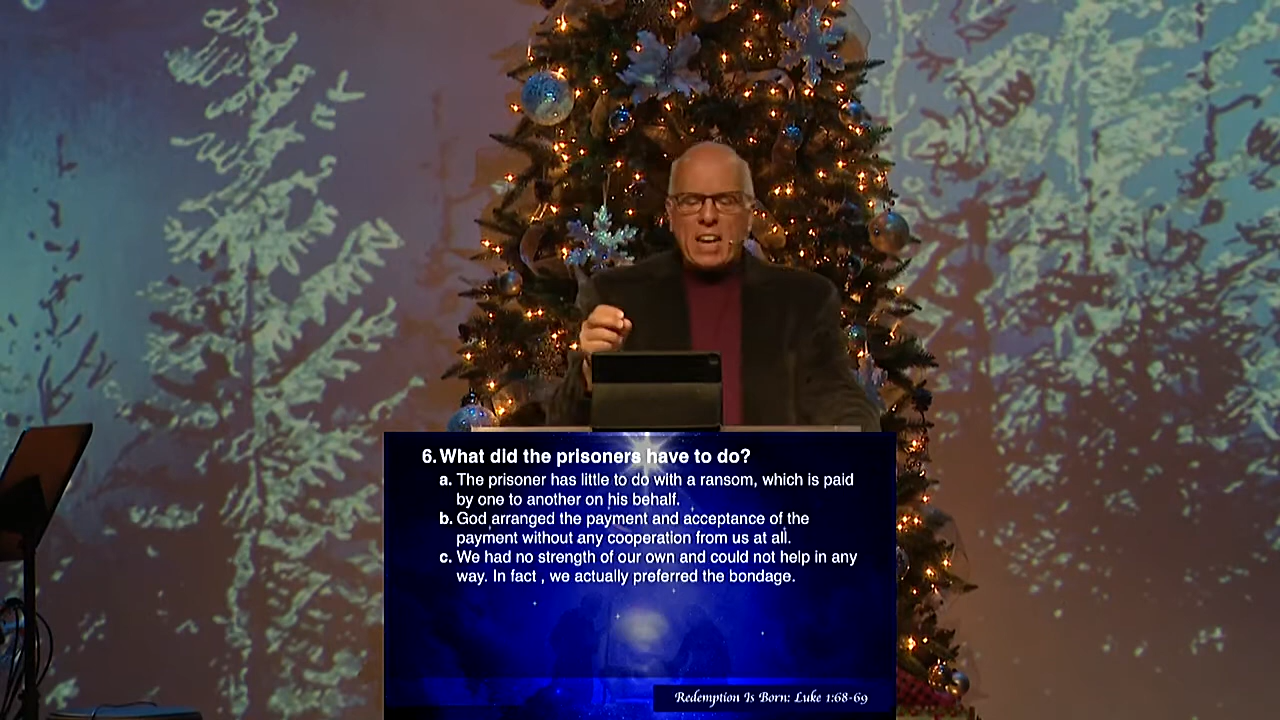 6. What did the prisoners have to do?
a. The prisoner has little to do with a ransom, which is paid
by one to another on his behalf.
b. God arranged the payment and acceptance of the
payment without any cooperation from us at all.
c. We had no strength of our own and could not help in any
way. In fact , we actually preferred the bondage.
Redemption Is Born: Luke 1:68-69